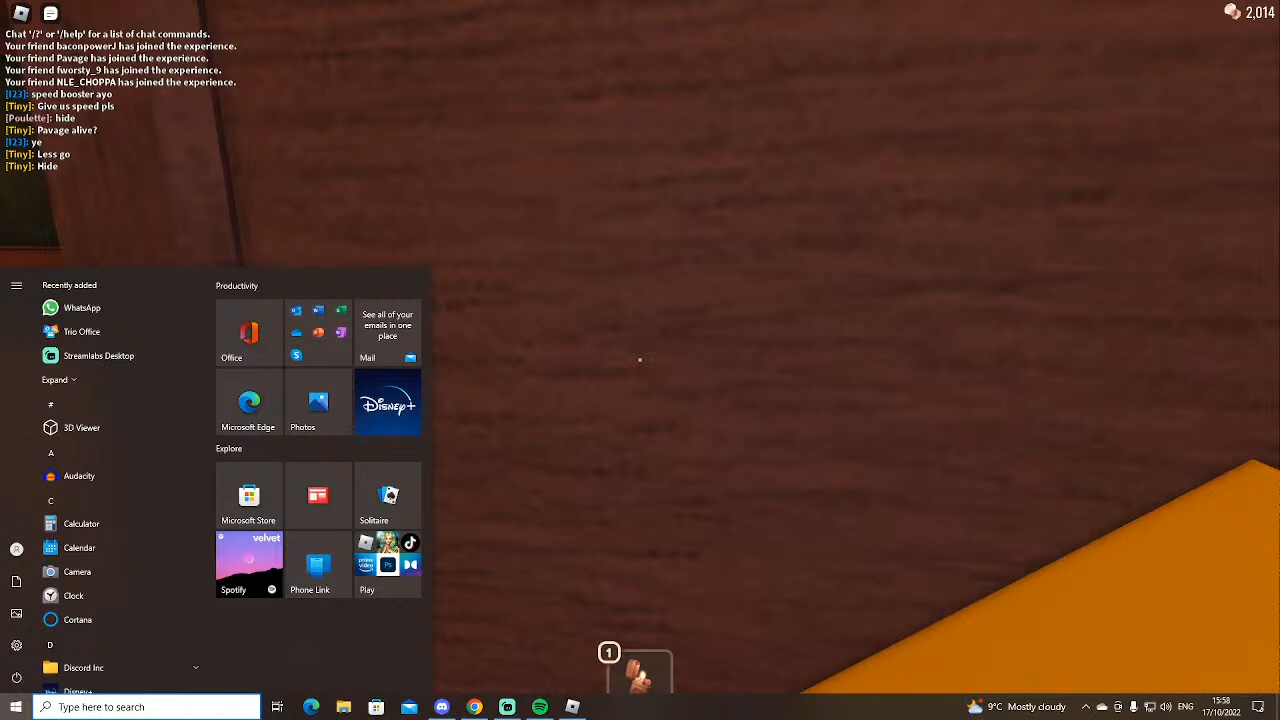 2,014
Chat '/?' or '/help' for a list of chat commands.
Your friend baconpowerJ has joined the experience.
Your friend Pavage has joined the experience.
Your friend fworsty_9 has joined the experience.
Your friend NLE_CHOPPA has joined the experience.
[I23]: speed booster ayo
[Tiny]: Give us speed pls
[Poulette]: hide
[Tiny]: Pavage alive?
[I23]: ye
[Tiny]: Less go
[Tiny]: Hide
Recently added
WhatsApp
Trio Office
Streamlabs Desktop
Expand
#
3D Viewer
A
Audacity
C
Calculator
Calendar
Camera
Clock
Cortana
D
Discord Inc
Disney+
Productivity
Office
See all of your
emails in one
place
Mail
Microsoft Edge
Photos
Disney+
Explore
Microsoft Store
Solitaire
velvet
Spotify
Phone Link
prime
video
Ps
Play
1
Type here to search
9°C Mostly cloudy
ENG
15:58
17/10/2022